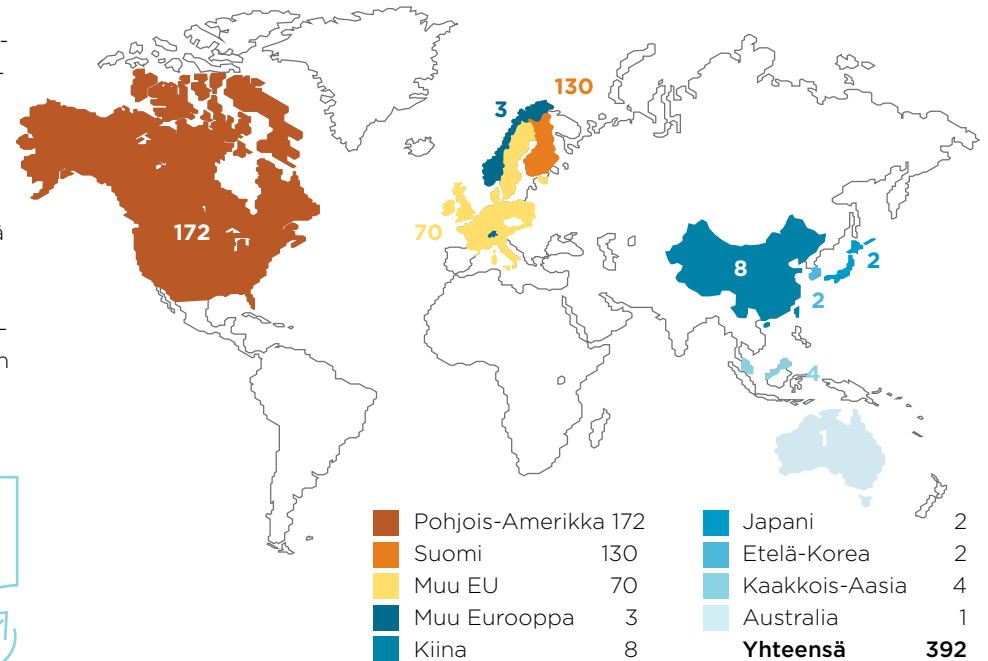 -
-
ä
–
n
130
3
172
70
8
2
2
4
1
Pohjois-Amerikka 172
Suomi 130
Muu EU 70
Muu Eurooppa 3
Kiina 8
Japani 2
Etelä-Korea 2
Kaakkois-Aasia 4
Australia 1
Yhteensä 392